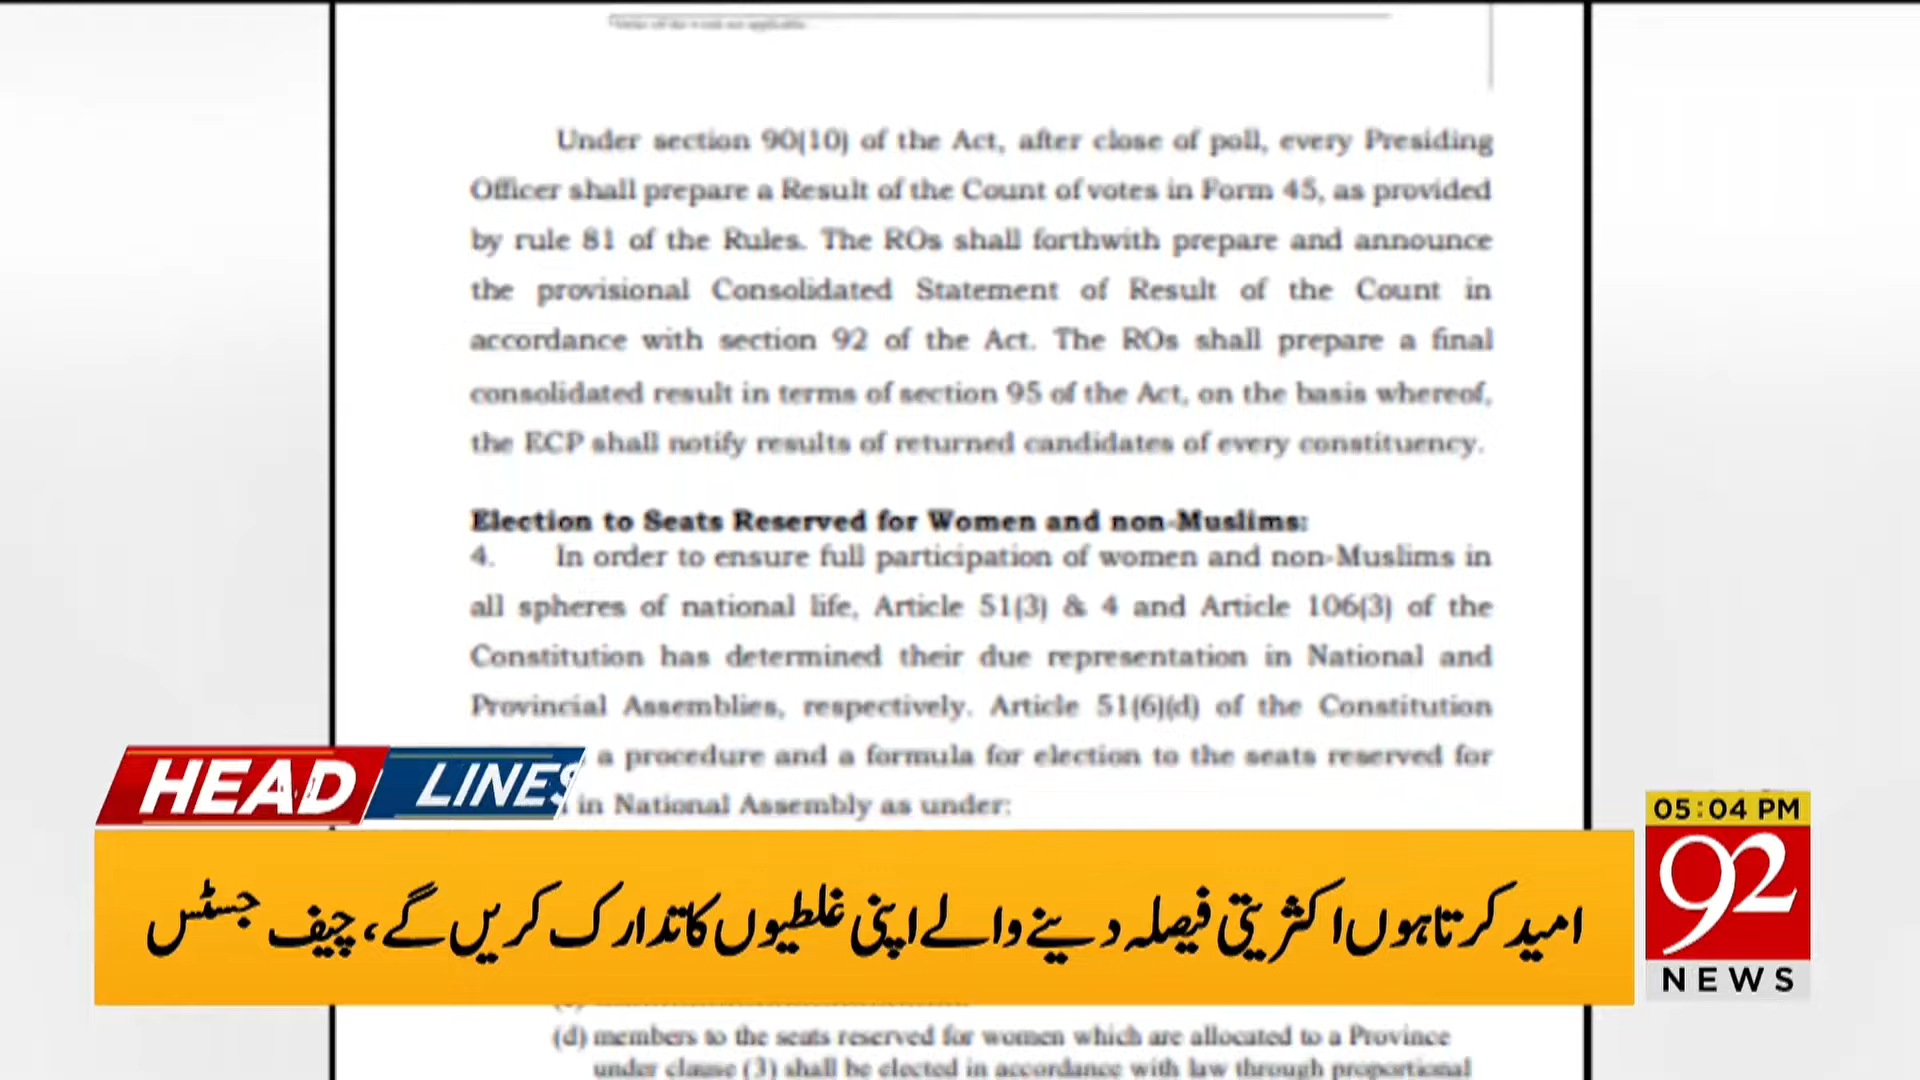 Under section 90(10) of the Act, after close of poll, every Presiding
Officer shall prepare a Result of the Count of votes in Form 45, as provided
by rule 81 of the Rules. The ROs shall forthwith prepare and announce
the provisional Consolidated Statement of Result of the Count in
accordance with section 92 of the Act. The ROs shall prepare a final
consolidated result in terms of section 95 of the Act, on the basis whereof,
the ECP shall notify results of returned candidates of every constituency.
Election to Seats Reserved for Women and non-Muslims:
4. In order to ensure full participation of women and non-Muslims in
all spheres of national life, Article 51(3) & 4 and Article 106(3) of the
Constitution has determined their due representation in National and
Provincial Assemblies, respectively. Article 51(6)(d) of the Constitution
a procedure and a formula for election to the seats reserved for
in National Assembly as under:
HEAD LINES
05:04 PM
92
NEWS
امید کرتا ہوں اکثریتی فیصلہ دینے والے اپنی غلطیوں کا تدارک کریں گے، چیف جسٹس
(d) members to the seats reserved for women which are allocated to a Province
under clause (3) shall be elected in accordance with law through proportional